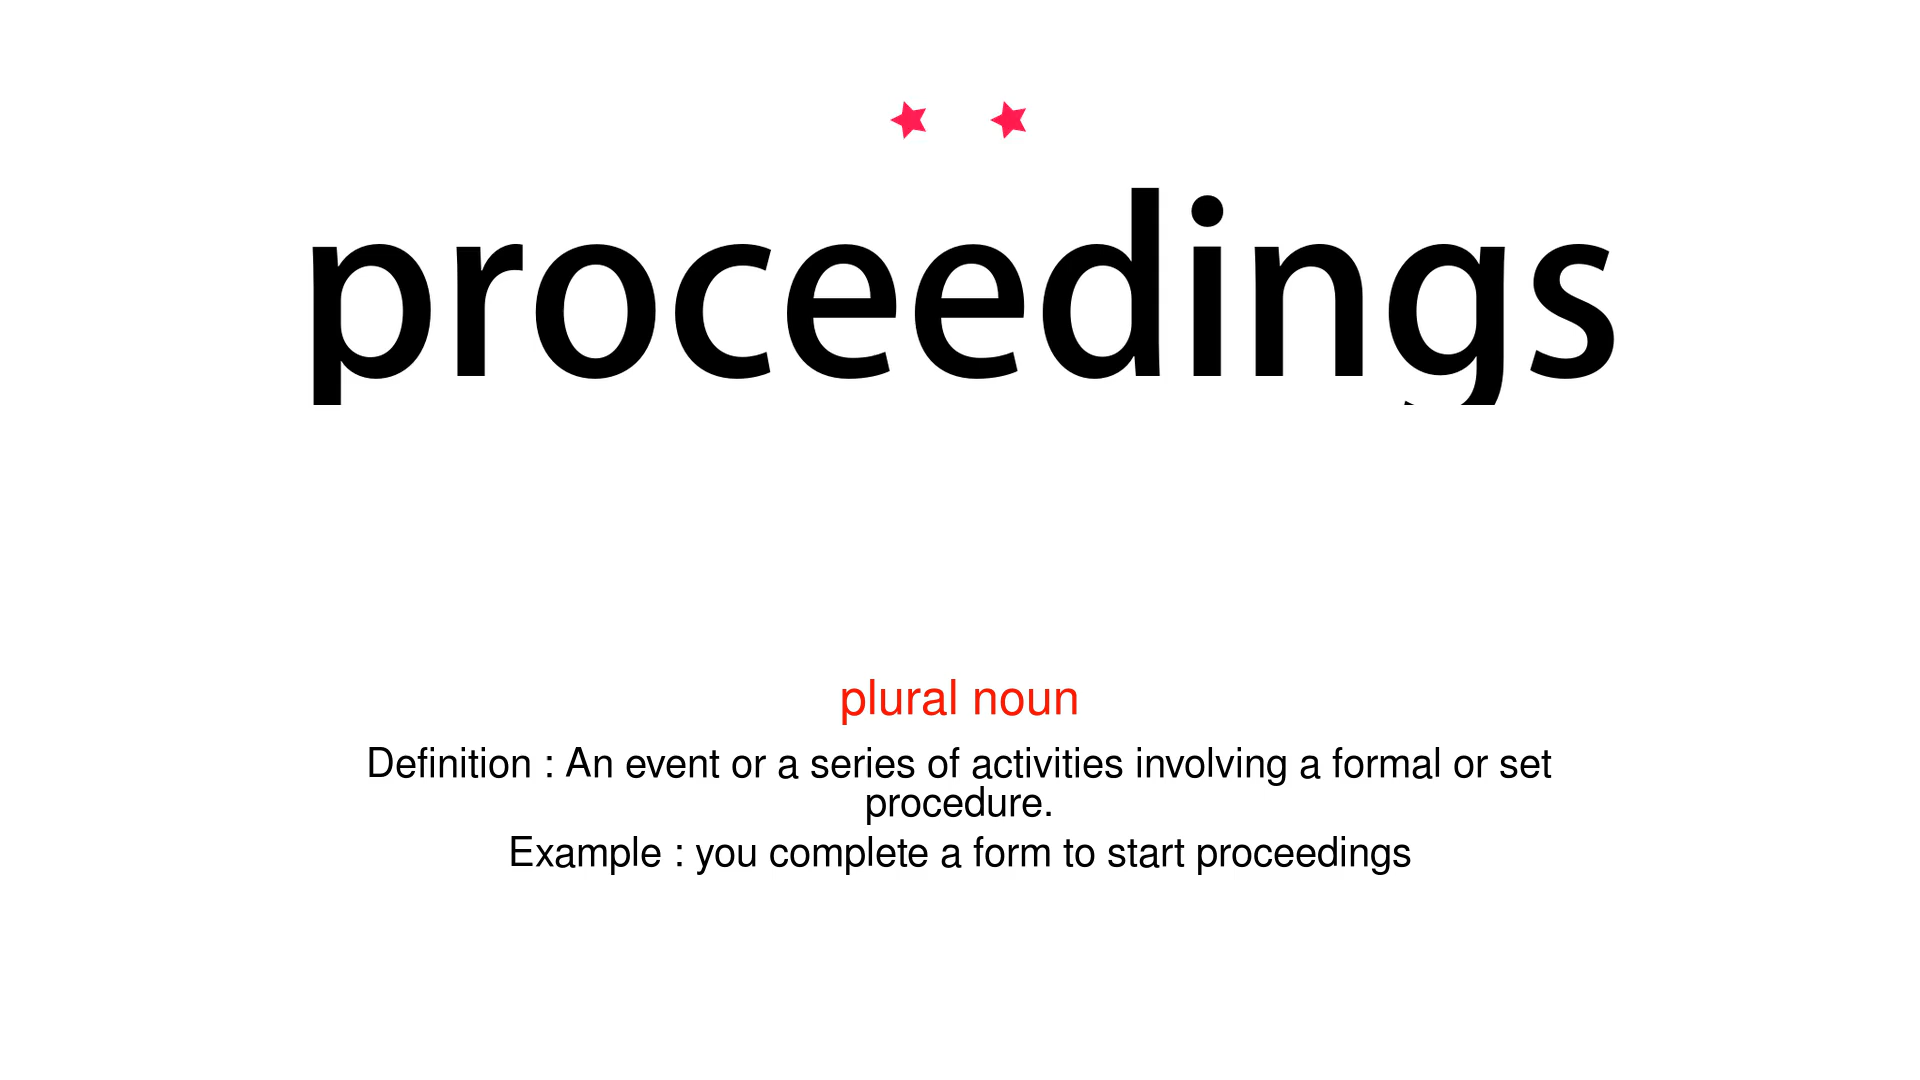 proceedings
plural noun
Definition : An event or a series of activities involving a formal or set
procedure.
Example : you complete a form to start proceedings